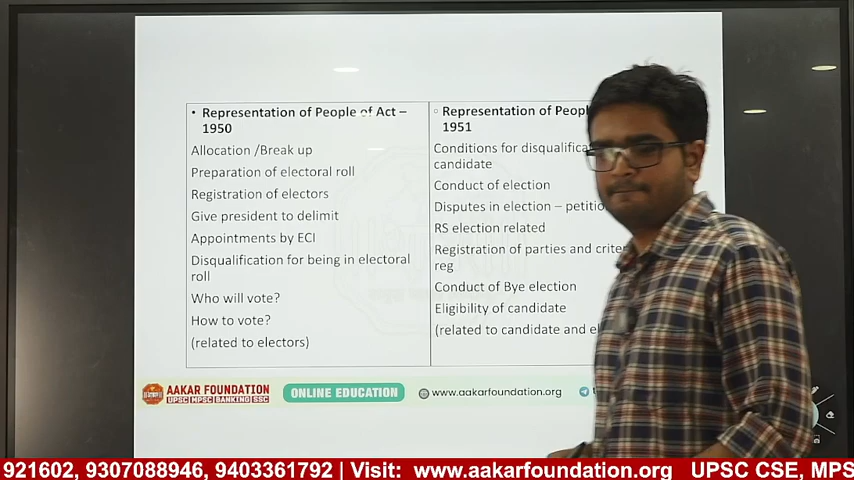 • Representation of People of Act –
1950
Allocation /Break up
Preparation of electoral roll
Registration of electors
Give president to delimit
Appointments by ECI
Disqualification for being in electoral
roll
Who will vote?
How to vote?
(related to electors)
Representation of Peopl
1951
Conditions for disqualifica
candidate
Conduct of election
Disputes in election – petitio
RS election related
Registration of parties and crite
reg
Conduct of Bye election
Eligibility of candidate
(related to candidate and el
AAKAR FOUNDATION
UPSC MPSC BANKING SSC
ONLINE EDUCATION
www.aakarfoundation.org
921602, 9307088946, 9403361792 | Visit: www.aakarfoundation.org UPSC CSE, MPS